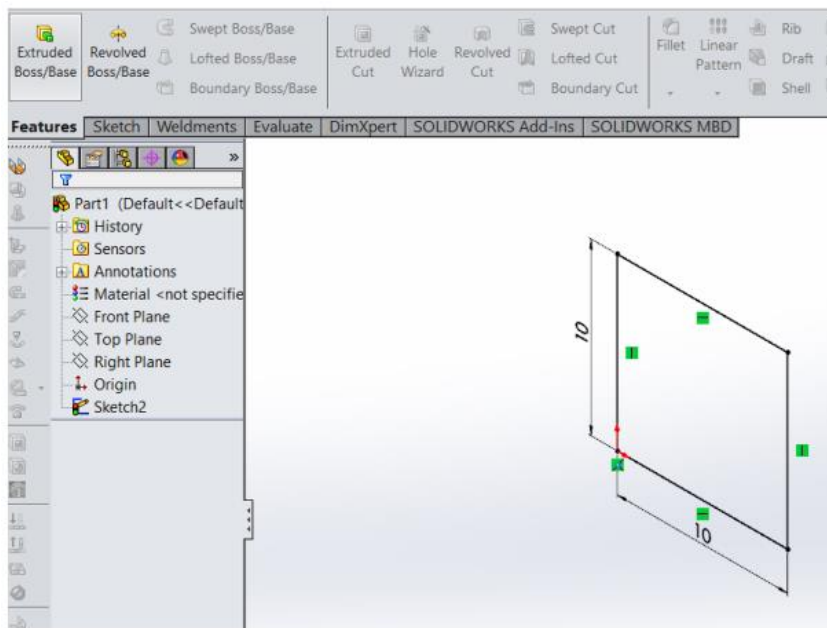 Extruded Boss/Base
Revolved Boss/Base
Swept Boss/Base
Lofted Boss/Base
Boundary Boss/Base
Extruded Cut
Hole Wizard
Revolved Cut
Swept Cut
Lofted Cut
Boundary Cut
Fillet
Linear Pattern
Rib
Draft
Shell
Features
Sketch
Weldments
Evaluate
DimXpert
SOLIDWORKS Add-Ins
SOLIDWORKS MBD
»
Part1 (Default<<Default
History
Sensors
Annotations
Material <not specifie
Front Plane
Top Plane
Right Plane
Origin
Sketch2
10
10